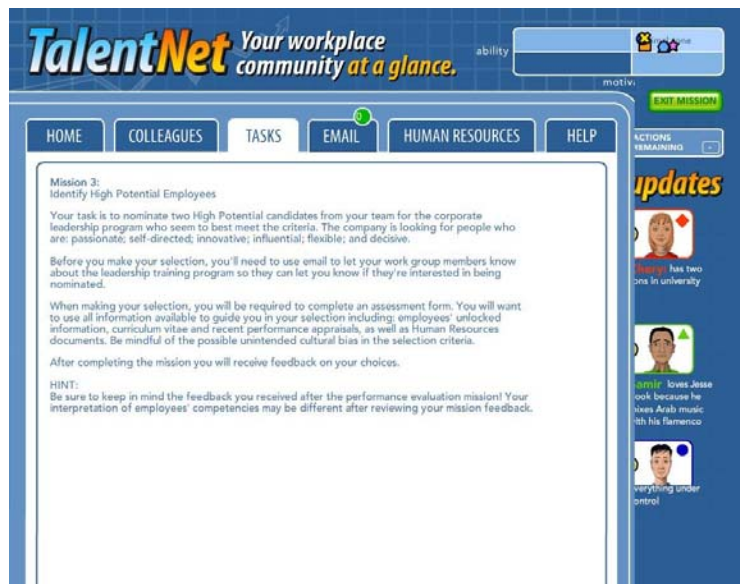 TalentNet Your workplace
community at a glance.
ability
motiv
EXIT MISSION
HOME COLLEAGUES TASKS EMAIL HUMAN RESOURCES HELP
0
ACTIONS
REMAINING -
updates
Mission 3:
Identify High Potential Employees
Your task is to nominate two High Potential candidates from your team for the corporate
leadership program who seem to best meet the criteria. The company is looking for people who
are: passionate; self-directed; innovative; influential; flexible; and decisive.
Before you make your selection, you'll need to use email to let your work group members know
about the leadership training program so they can let you know if they're interested in being
nominated.
When making your selection, you will be required to complete an assessment form. You will want
to use all information available to guide you in your selection including: employees' unlocked
information, curriculum vitae and recent performance appraisals, as well as Human Resources
documents. Be mindful of the possible unintended cultural bias in the selection criteria.
After completing the mission you will receive feedback on your choices.
HINT:
Be sure to keep in mind the feedback you received after the performance evaluation mission! Your
interpretation of employees' competencies may be different after reviewing your mission feedback.
Cheryl has two
ons in university
Samir loves Jesse
ook because he
ixes Arab music
ith his flamenco
verything under
ontrol